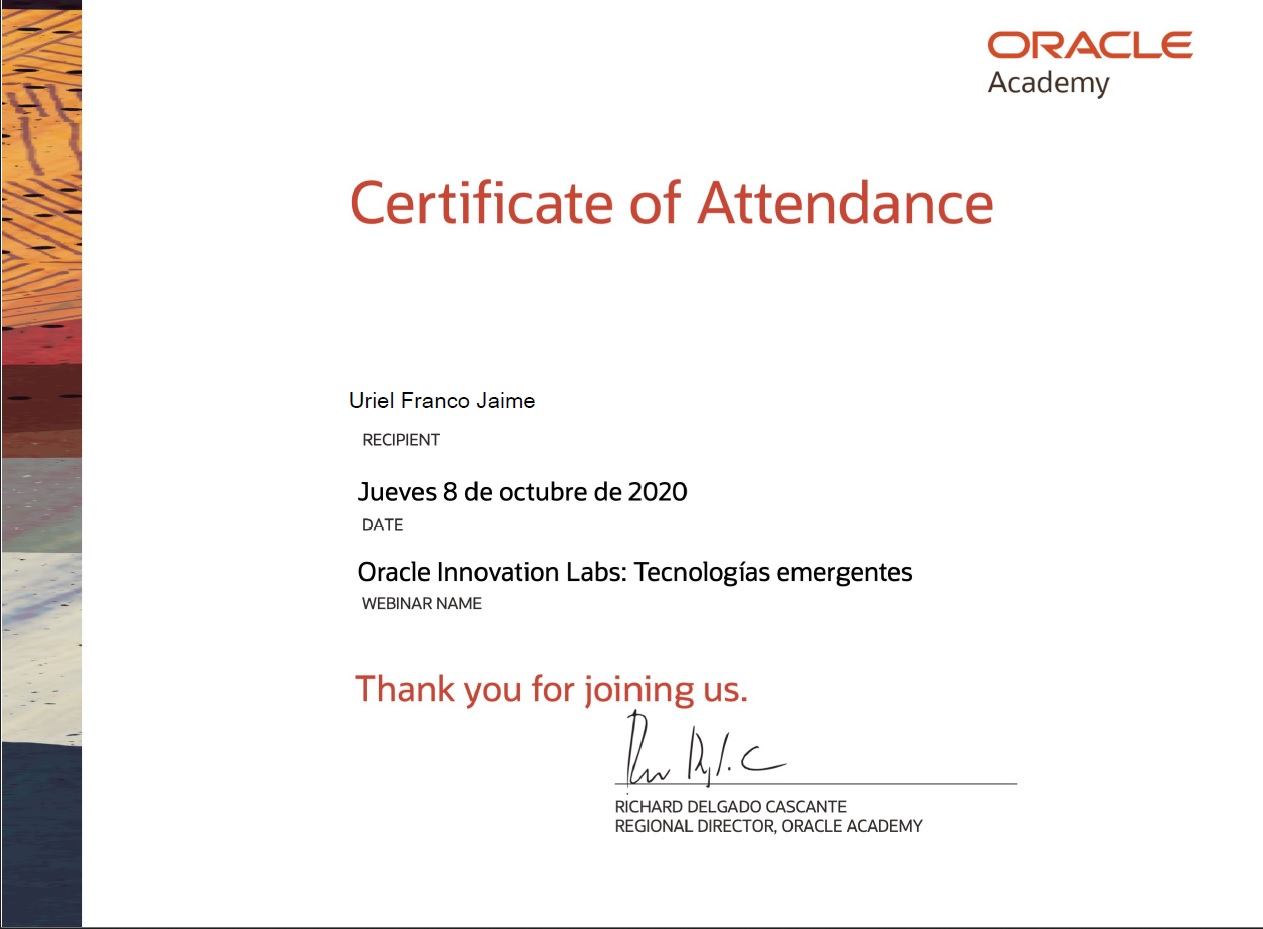 ORACLE
Academy
Certificate of Attendance
Uriel Franco Jaime
RECIPIENT
Jueves 8 de octubre de 2020
DATE
Oracle Innovation Labs: Tecnologías emergentes
WEBINAR NAME
Thank you for joining us.
RICHARD DELGADO CASCANTE
REGIONAL DIRECTOR, ORACLE ACADEMY